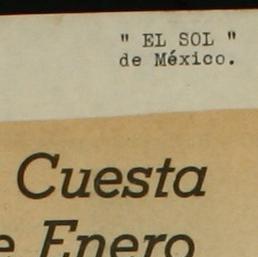 " EL SOL "
de México.
Cuesta
e Enero